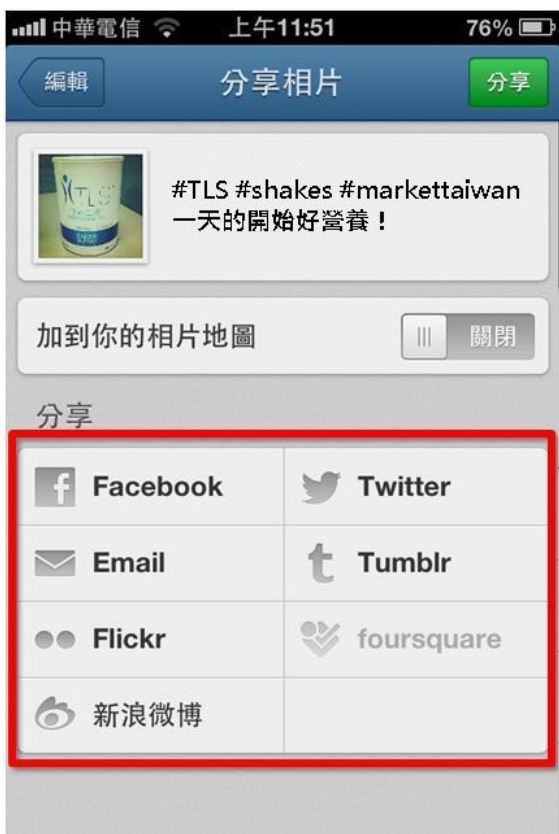 中華電信 上午11:51 76%
編輯 分享相片 分享
TLS
#TLS #shakes #markettaiwan
一天的開始好營養！
加到你的相片地圖 關閉
分享
Facebook Twitter
Email Tumblr
Flickr foursquare
新浪微博